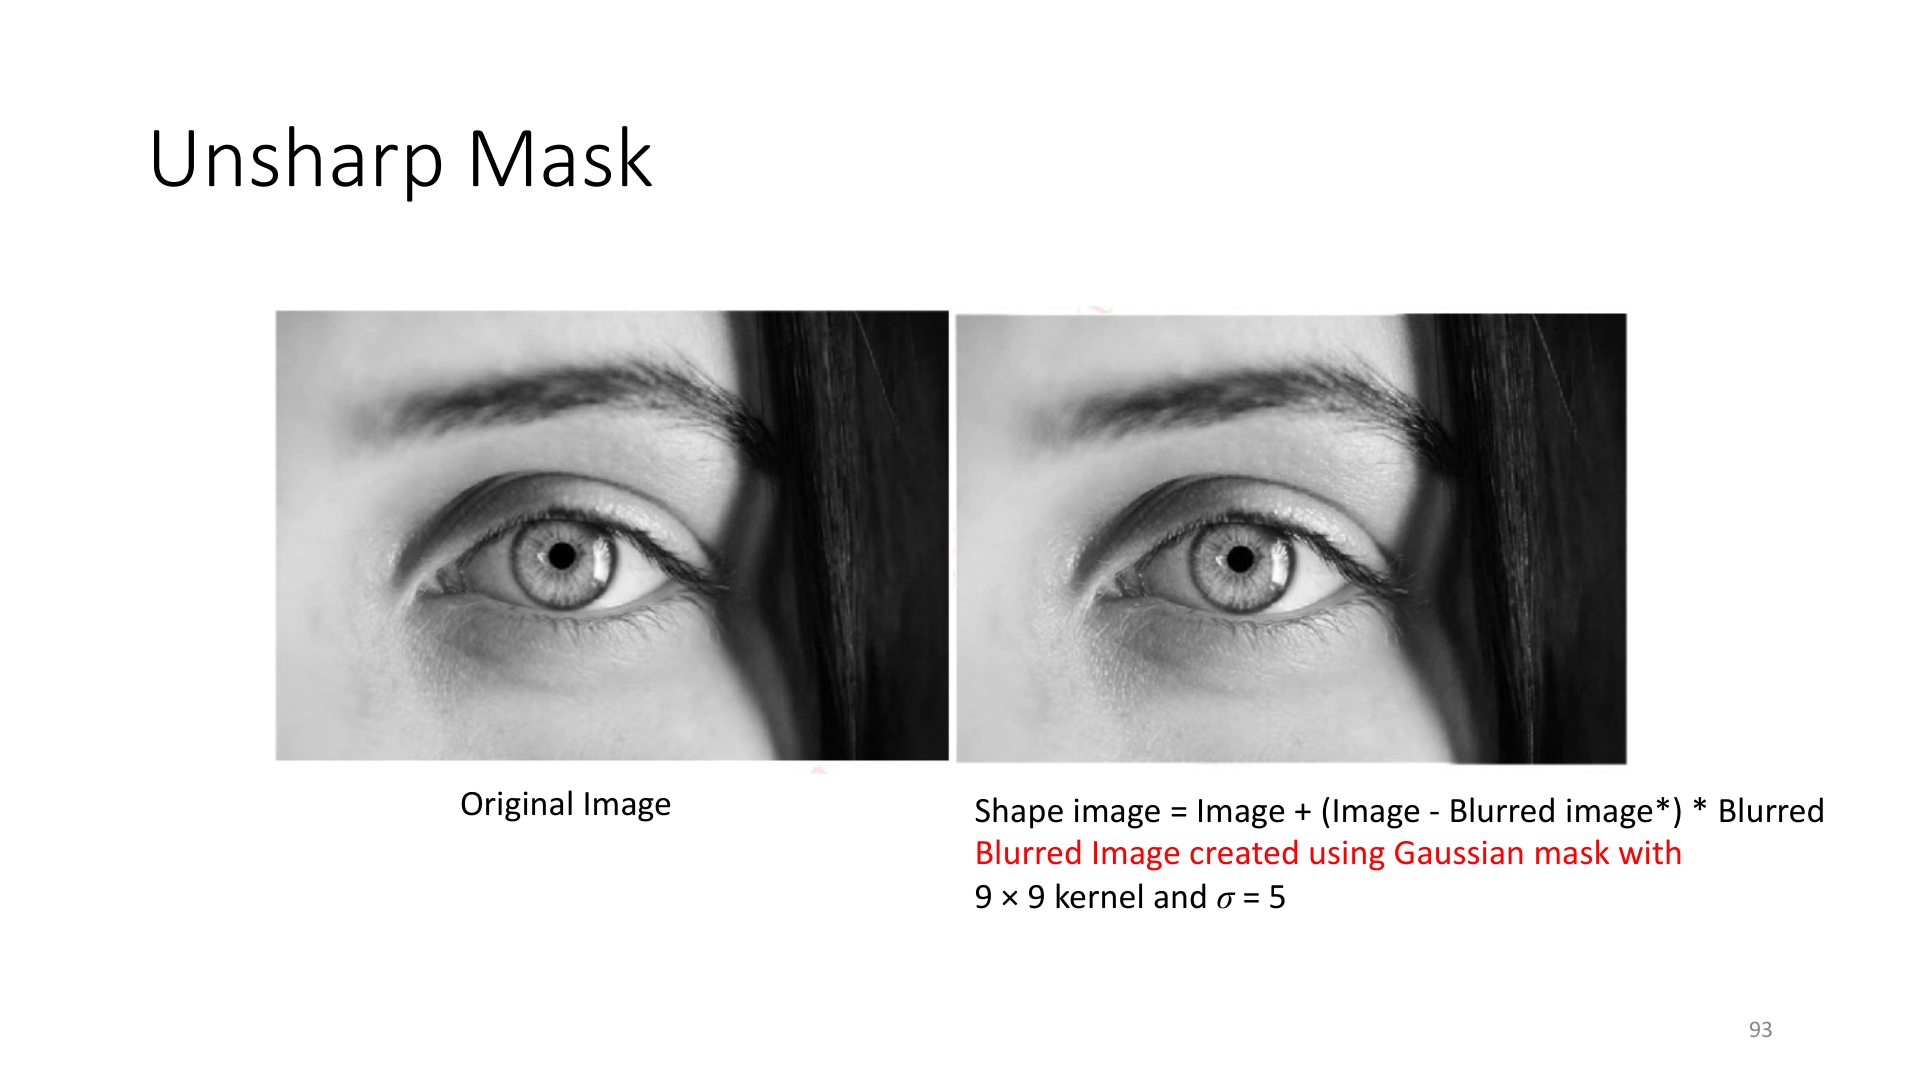 Unsharp Mask
Original Image
Shape image = Image + (Image - Blurred image*) * Blurred
Blurred Image created using Gaussian mask with
9 × 9 kernel and 𝜎 = 5
93